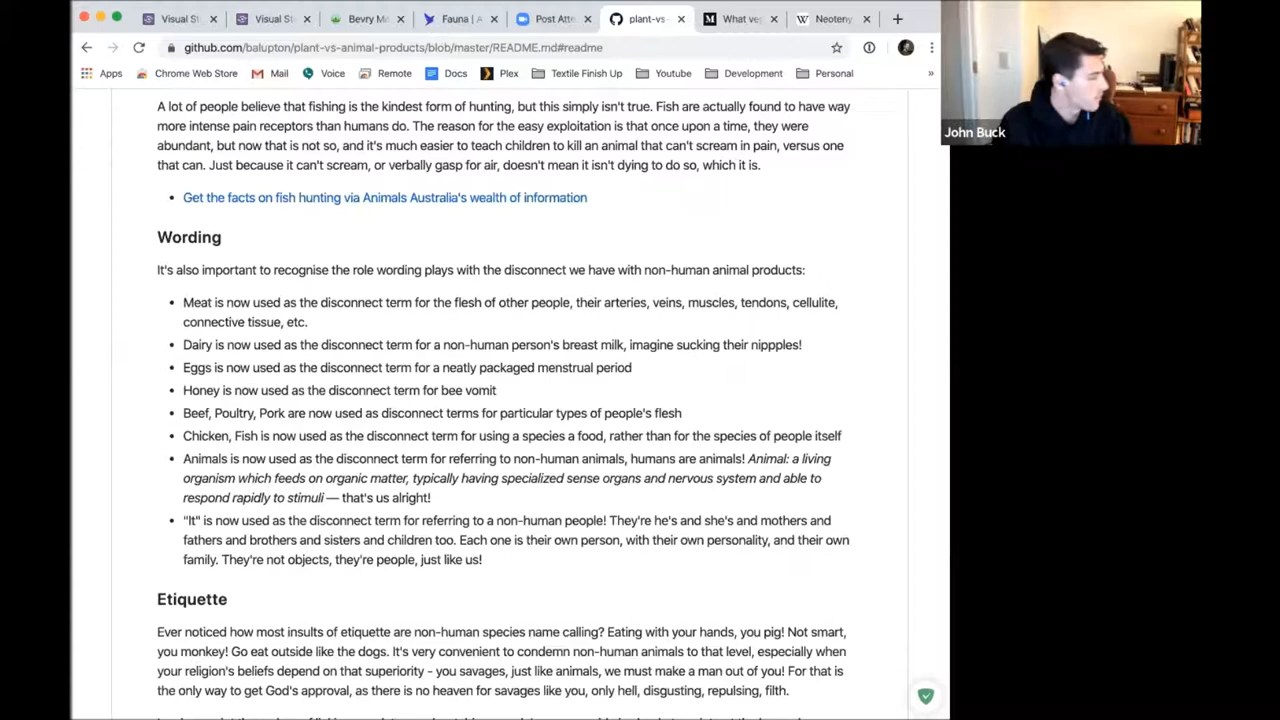 Visual St
Visual St
Bevry Me
Fauna | A
Post Atte
plant-vs
What ve
Neoteny
github.com/balupton/plant-vs-animal-products/blob/master/README.md#readme
Apps
Chrome Web Store
Mail
Voice
Remote
Docs
Plex
Textile Finish Up
Youtube
Development
Personal
»
A lot of people believe that fishing is the kindest form of hunting, but this simply isn't true. Fish are actually found to have way
more intense pain receptors than humans do. The reason for the easy exploitation is that once upon a time, they were
abundant, but now that is not so, and it's much easier to teach children to kill an animal that can't scream in pain, versus one
that can. Just because it can't scream, or verbally gasp for air, doesn't mean it isn't dying to do so, which it is.
• Get the facts on fish hunting via Animals Australia's wealth of information
Wording
It's also important to recognise the role wording plays with the disconnect we have with non-human animal products:
• Meat is now used as the disconnect term for the flesh of other people, their arteries, veins, muscles, tendons, cellulite,
connective tissue, etc.
• Dairy is now used as the disconnect term for a non-human person's breast milk, imagine sucking their nippples!
• Eggs is now used as the disconnect term for a neatly packaged menstrual period
• Honey is now used as the disconnect term for bee vomit
• Beef, Poultry, Pork are now used as disconnect terms for particular types of people's flesh
• Chicken, Fish is now used as the disconnect term for using a species a food, rather than for the species of people itself
• Animals is now used as the disconnect term for referring to non-human animals, humans are animals! Animal: a living
organism which feeds on organic matter, typically having specialized sense organs and nervous system and able to
respond rapidly to stimuli — that's us alright!
• "It" is now used as the disconnect term for referring to a non-human people! They're he's and she's and mothers and
fathers and brothers and sisters and children too. Each one is their own person, with their own personality, and their own
family. They're not objects, they're people, just like us!
Etiquette
Ever noticed how most insults of etiquette are non-human species name calling? Eating with your hands, you pig! Not smart,
you monkey! Go eat outside like the dogs. It's very convenient to condemn non-human animals to that level, especially when
your religion's beliefs depend on that superiority - you savages, just like animals, we must make a man out of you! For that is
the only way to get God's approval, as there is no heaven for savages like you, only hell, disgusting, repulsing, filth.
John Buck